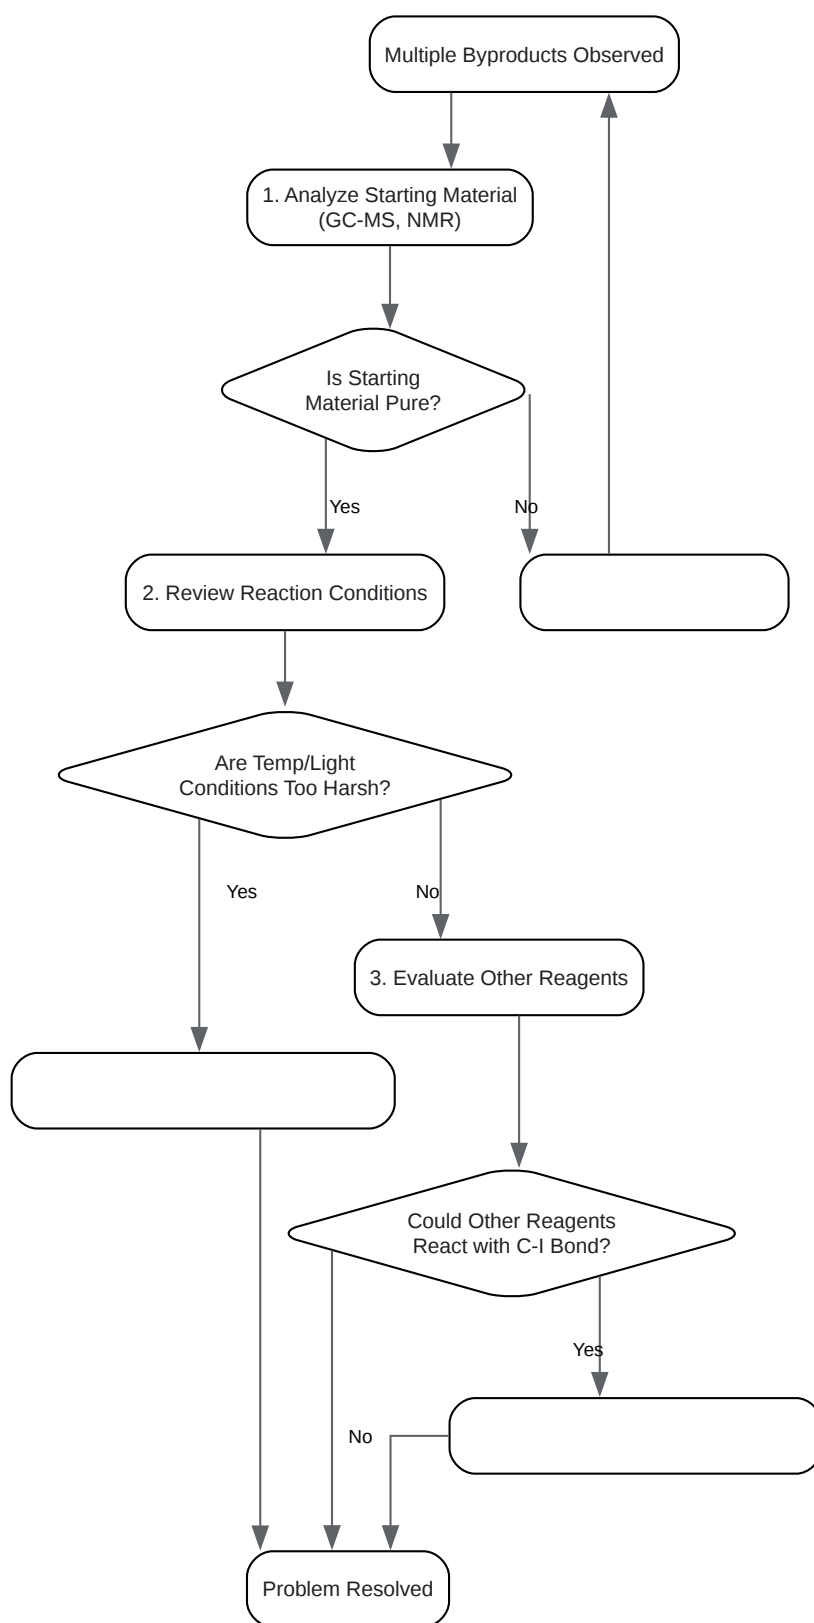 Multiple Byproducts Observed
1. Analyze Starting Material
(GC-MS, NMR)
Is Starting
Material Pure?
Yes
No
2. Review Reaction Conditions
Are Temp/Light
Conditions Too Harsh?
Yes
No
3. Evaluate Other Reagents
Could Other Reagents
React with C-I Bond?
Yes
No
Problem Resolved